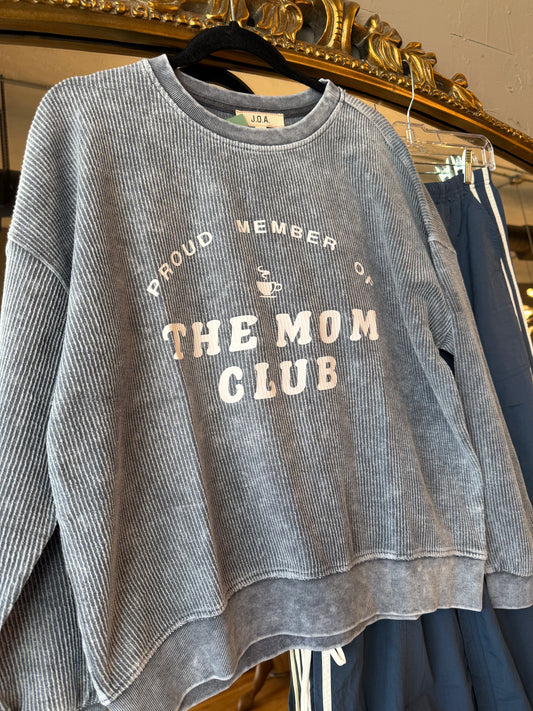 J.O.A.
PROUD MEMBER OF
THE MOM
CLUB